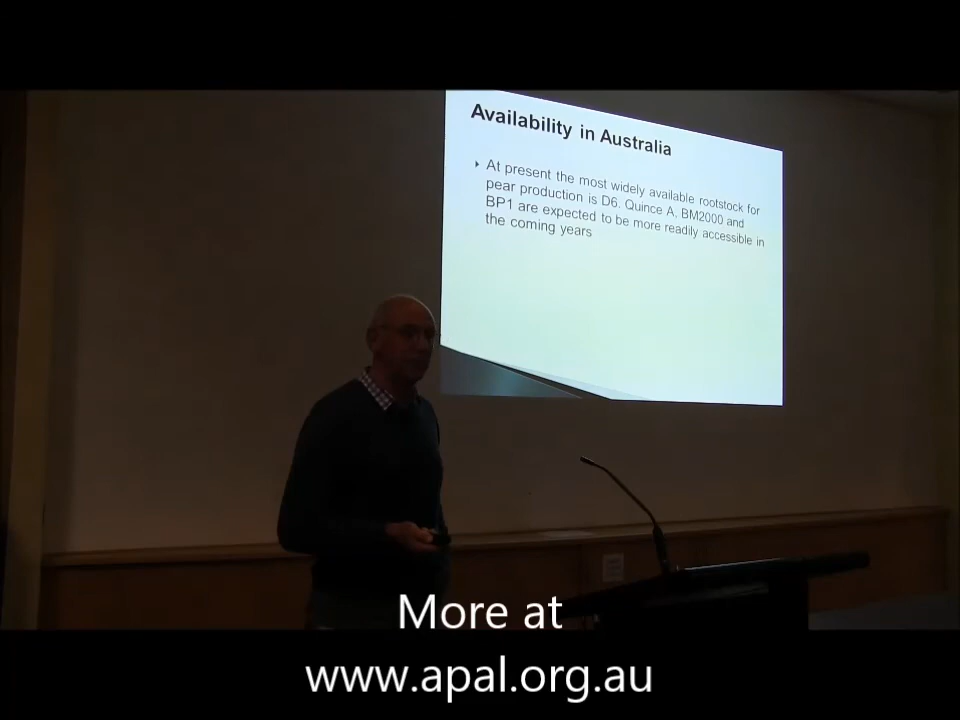 Availability in Australia
At present the most widely available rootstock for
pear production is D6. Quince A, BM2000 and
BP1 are expected to be more readily accessible in
the coming years
More at
www.apal.org.au